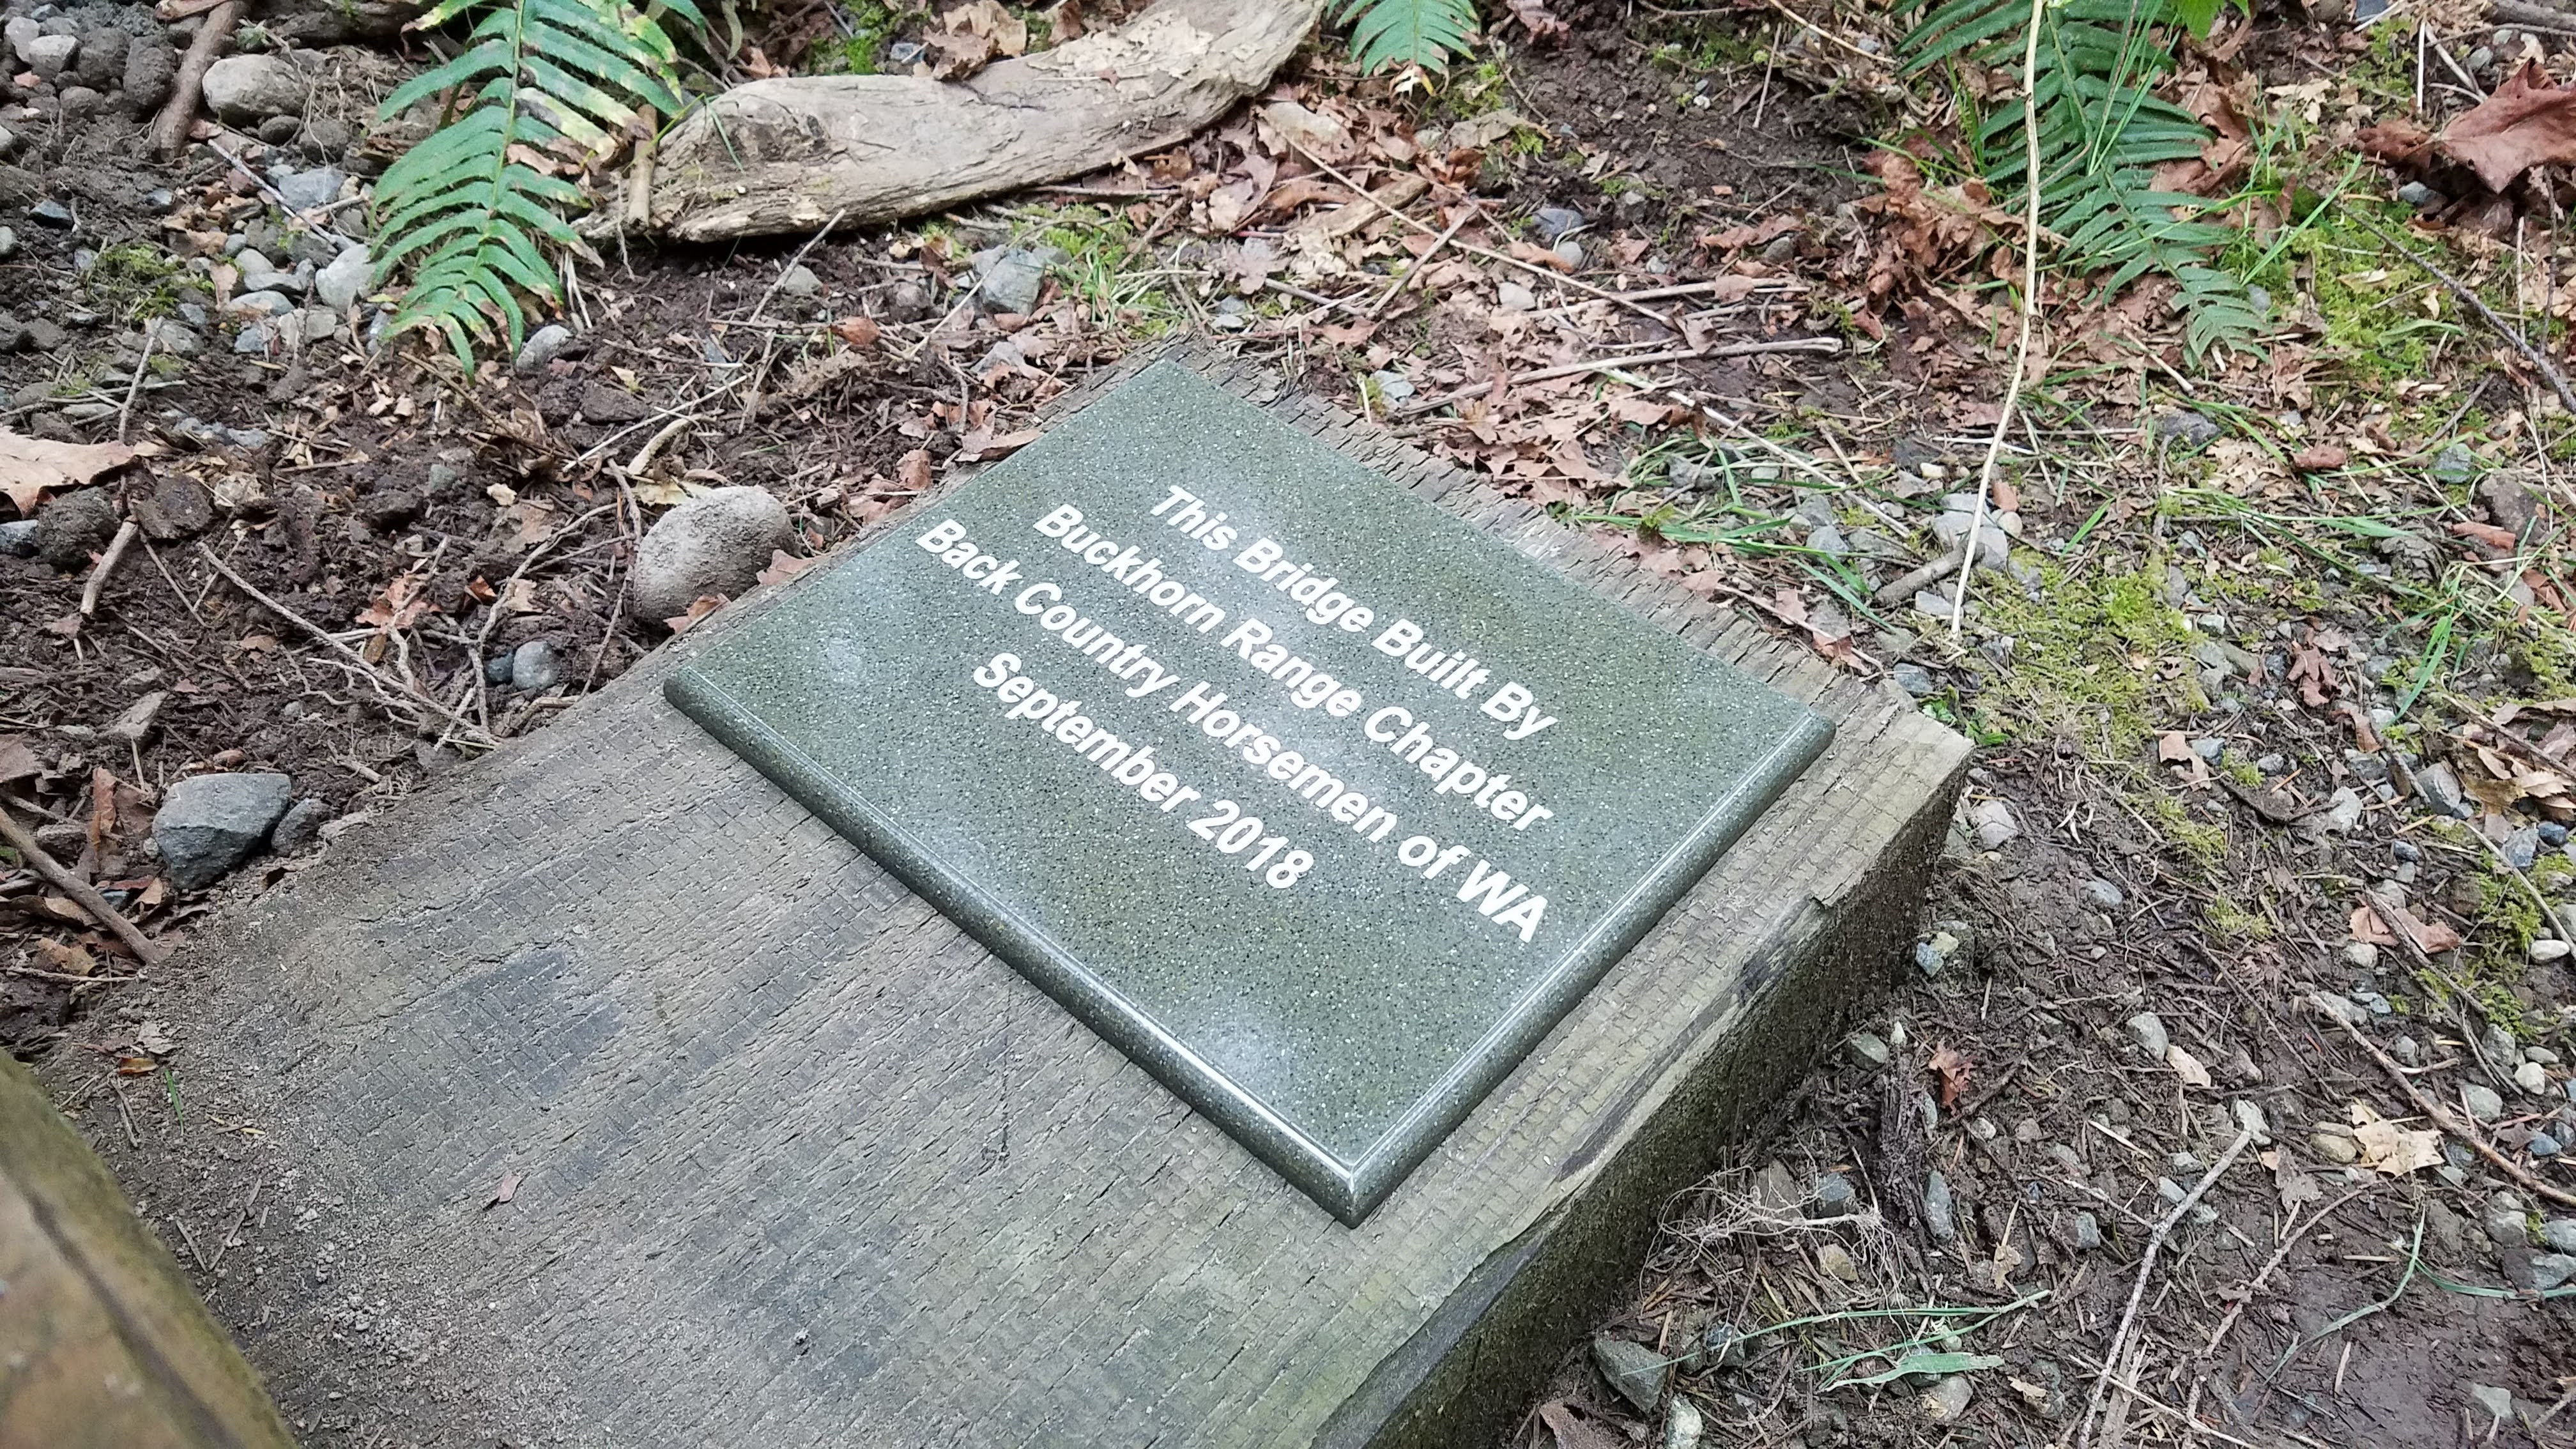 This Bridge Built By
Buckhorn Range Chapter
Back Country Horsemen of WA
September 2018